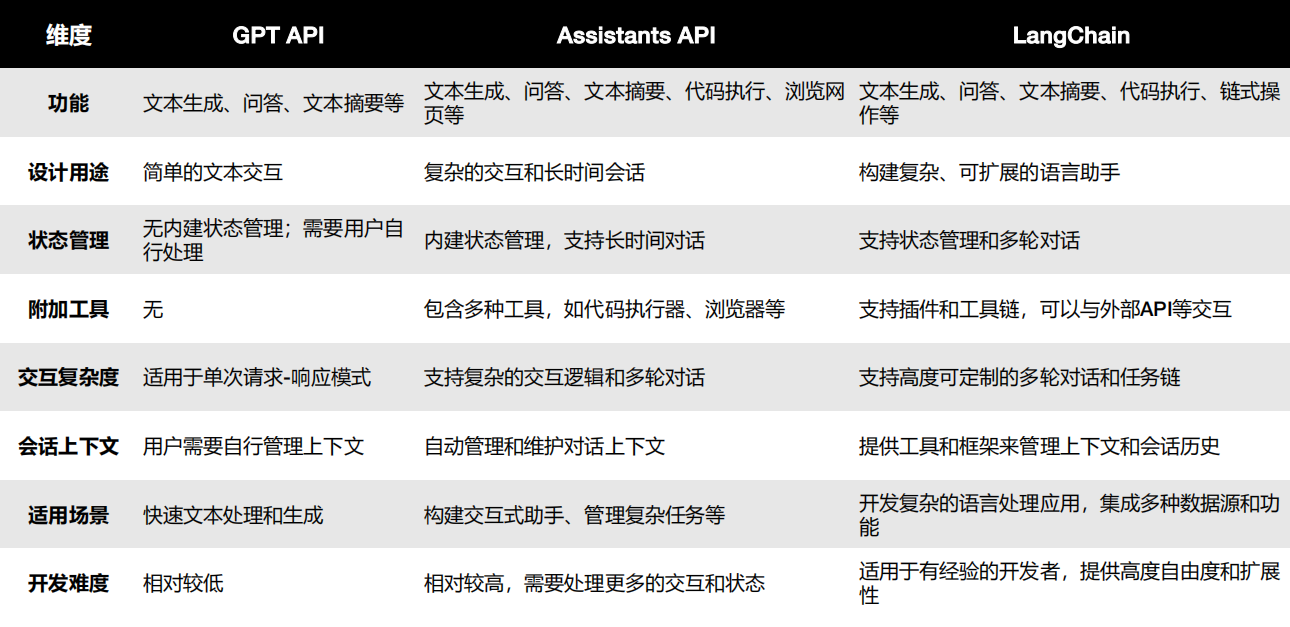 维度 GPT API Assistants API LangChain
功能 文本生成、问答、文本摘要等 文本生成、问答、文本摘要、代码执行、浏览网页等 文本生成、问答、文本摘要、代码执行、链式操作等
设计用途 简单的文本交互 复杂的交互和长时间会话 构建复杂、可扩展的语言助手
状态管理 无内建状态管理；需要用户自行处理 内建状态管理，支持长时间对话 支持状态管理和多轮对话
附加工具 无 包含多种工具，如代码执行器、浏览器等 支持插件和工具链，可以与外部API等交互
交互复杂度 适用于单次请求-响应模式 支持复杂的交互逻辑和多轮对话 支持高度可定制的多轮对话和任务链
会话上下文 用户需要自行管理上下文 自动管理和维护对话上下文 提供工具和框架来管理上下文和会话历史
适用场景 快速文本处理和生成 构建交互式助手、管理复杂任务等 开发复杂的语言处理应用，集成多种数据源和功能
开发难度 相对较低 相对较高，需要处理更多的交互和状态 适用于有经验的开发者，提供高度自由度和扩展性